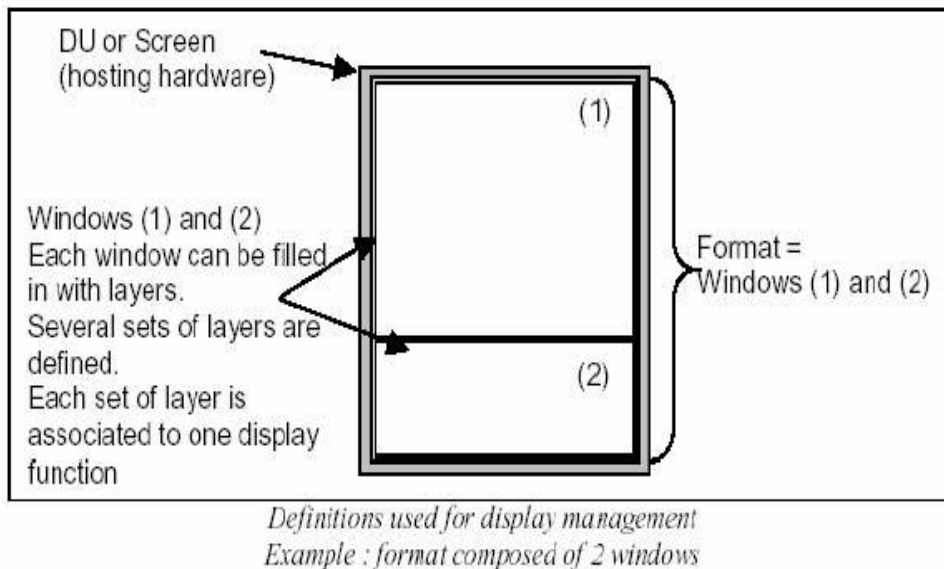 DU or Screen
(hosting hardware)
(1)
Windows (1) and (2)
Each window can be filled
in with layers.
Several sets of layers are
defined.
Each set of layer is
associated to one display
function
Format =
Windows (1) and (2)
(2)
Definitions used for display management
Example : format composed of 2 windows